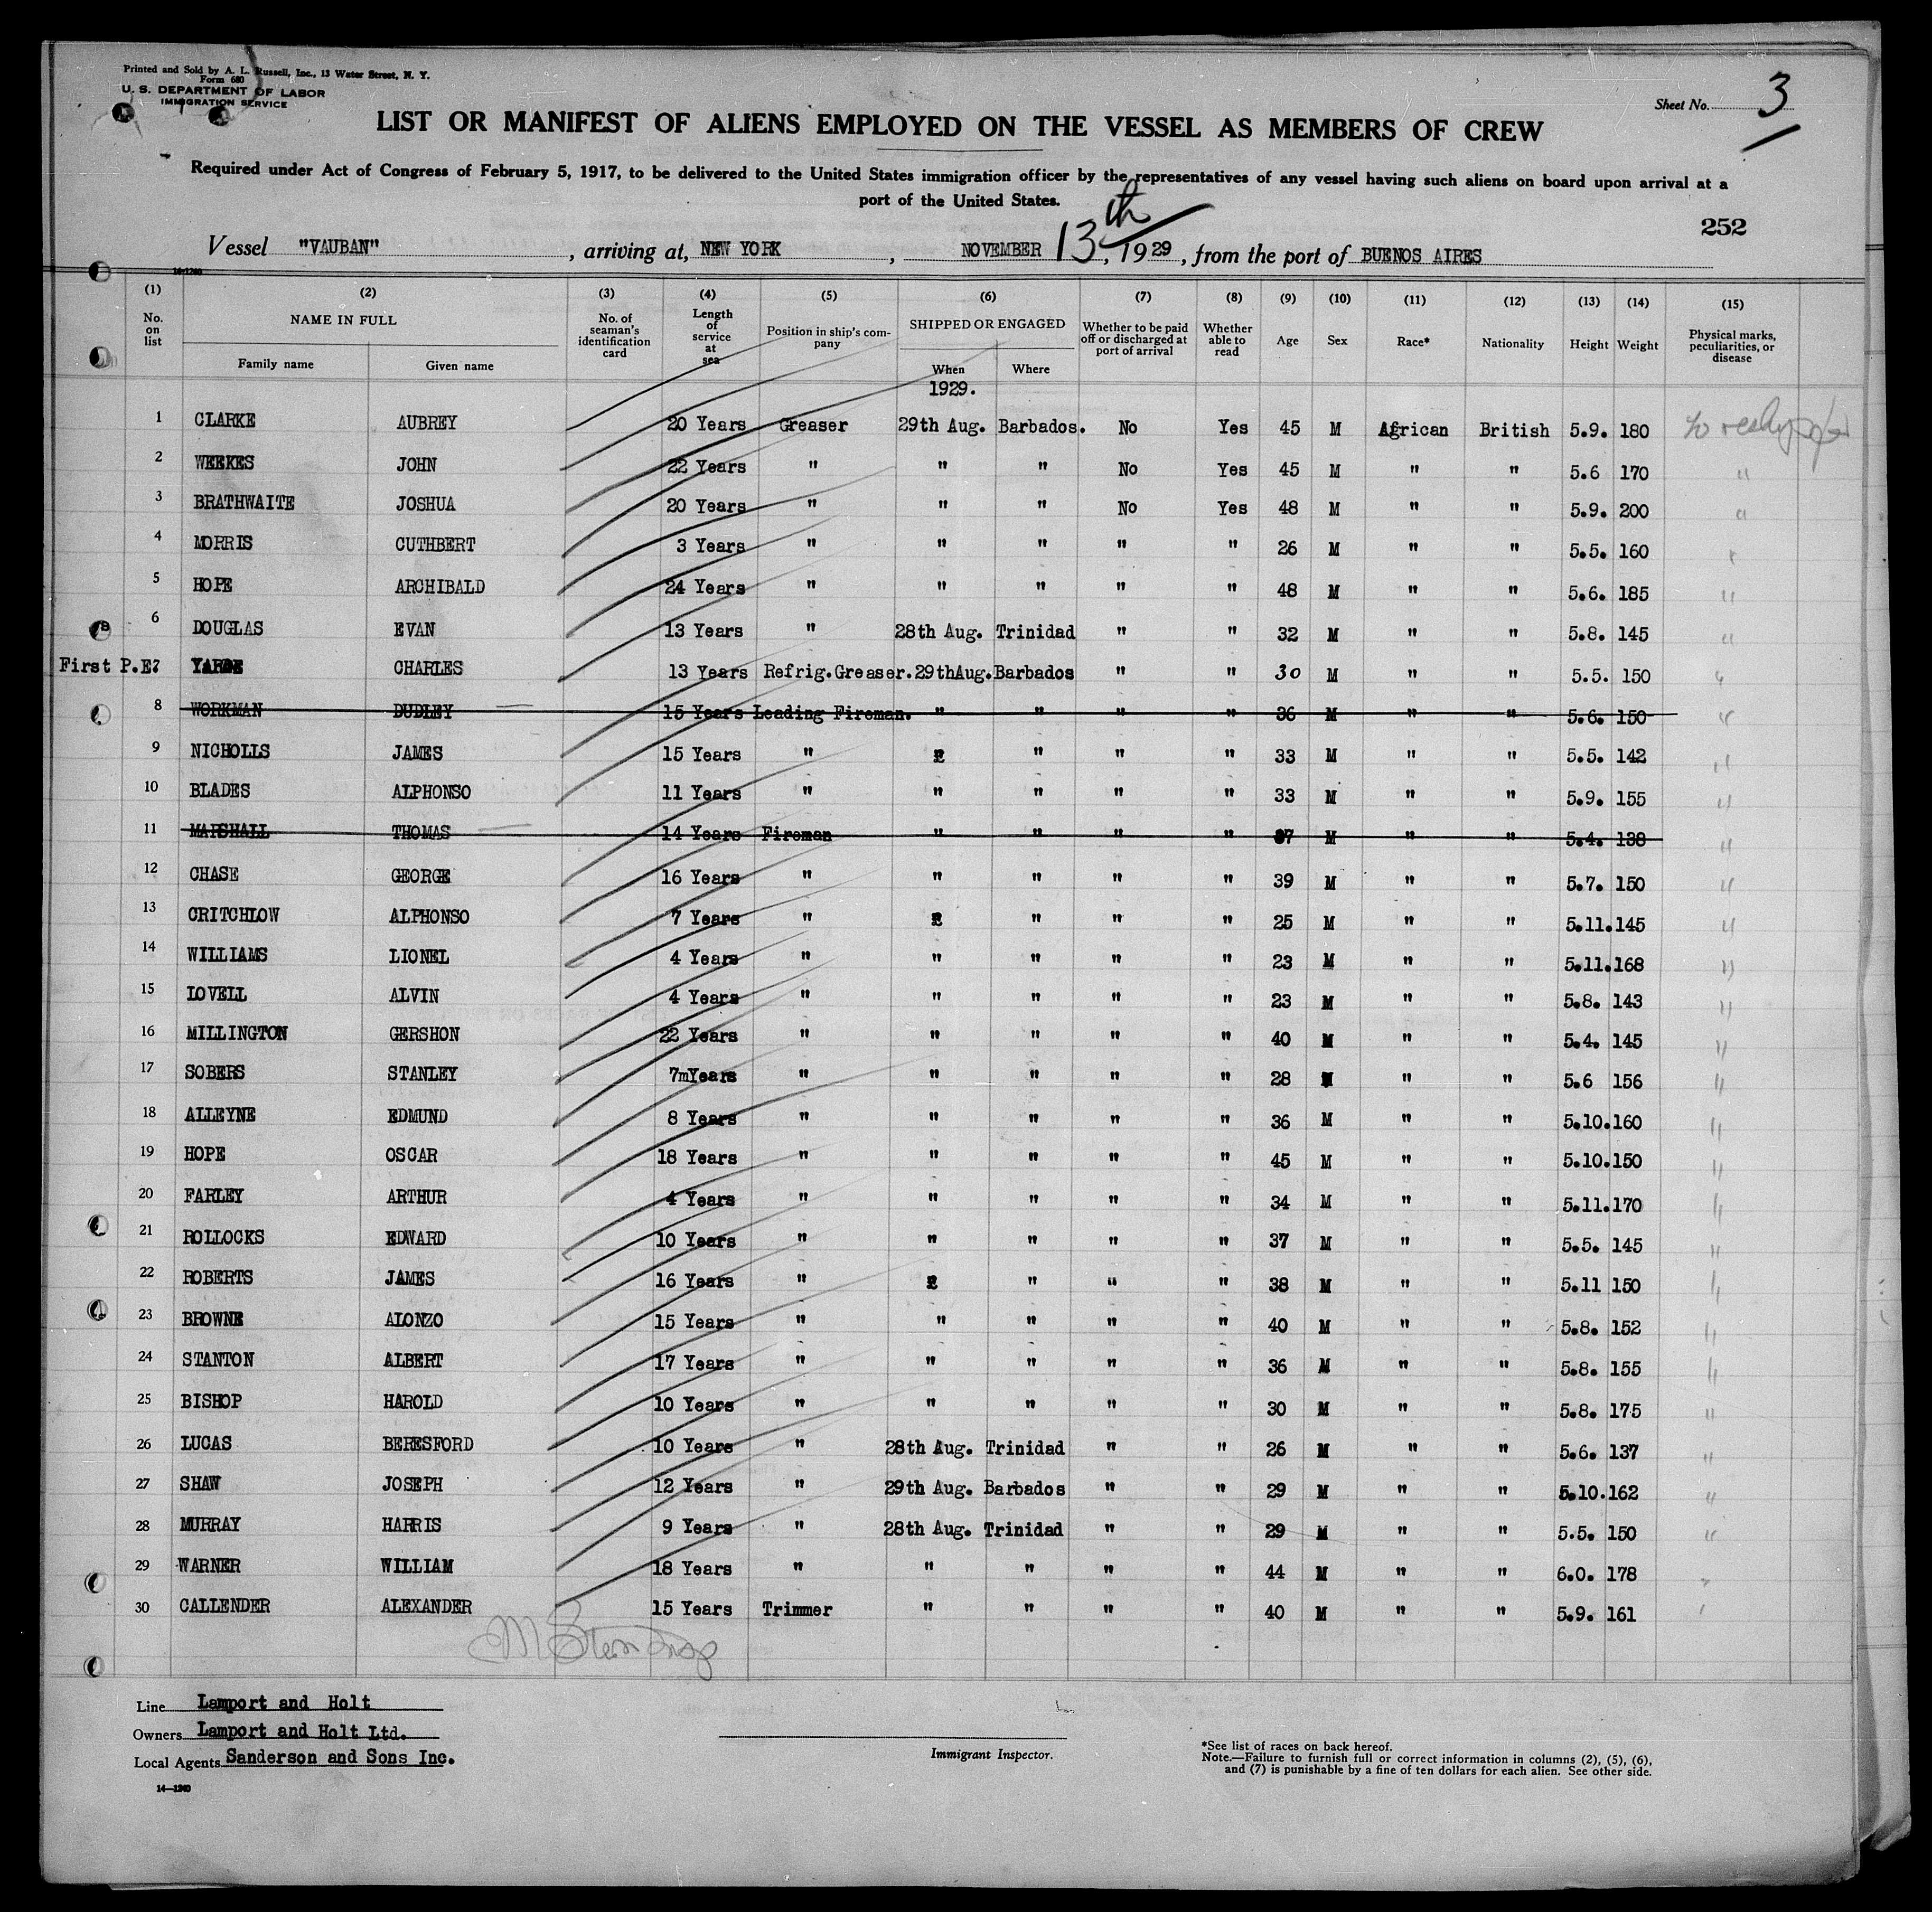 Printed and Sold by A. L. Russell, Inc., 13 Water Street, N. Y.
Form 680
U. S. DEPARTMENT OF LABOR
IMMIGRATION SERVICE
Sheet No. 3
LIST OR MANIFEST OF ALIENS EMPLOYED ON THE VESSEL AS MEMBERS OF CREW
Required under Act of Congress of February 5, 1917, to be delivered to the United States immigration officer by the representatives of any vessel having such aliens on board upon arrival at a
port of the United States.
252
Vessel "VAUBAN", arriving at, NEW YORK, NOVEMBER 13th, 1929, from the port of BUENOS AIRES
14-1240
(1) (2) (3) (4) (5) (6) (7) (8) (9) (10) (11) (12) (13) (14) (15)
No. on list NAME IN FULL Family name Given name No. of seaman's identification card Length of service at sea Position in ship's company SHIPPED OR ENGAGED When Where Whether to be paid off or discharged at port of arrival Whether able to read Age Sex Race* Nationality Height Weight Physical marks, peculiarities, or disease
1929.
1 CLARKE AUBREY 20 Years Greaser 29th Aug. Barbados. No Yes 45 M African British 5.9. 180
2 WEEKES JOHN 22 Years " " " No Yes 45 M " " 5.6 170 "
3 BRATHWAITE JOSHUA 20 Years " " " No Yes 48 M " " 5.9. 200 "
4 MORRIS CUTHBERT 3 Years " " " " " 26 M " " 5.5. 160 "
5 HOPE ARCHIBALD 24 Years " " " " " 48 M " " 5.6. 185 "
6 DOUGLAS EVAN 13 Years " 28th Aug. Trinidad " " 32 M " " 5.8. 145 "
First P.E7 YARDE CHARLES 13 Years Refrig.Greaser. 29thAug. Barbados " " 30 M " " 5.5. 150 "
8 WORKMAN DUDLEY 15 Years Leading Fireman. " " " " 36 M " " 5.6. 150 "
9 NICHOLLS JAMES 15 Years " " " " " 33 M " " 5.5. 142 "
10 BLADES ALPHONSO 11 Years " " " " " 33 M " " 5.9. 155 "
11 MARSHALL THOMAS 14 Years Fireman " " " " 37 M " " 5.4. 138 "
12 CHASE GEORGE 16 Years " " " " " 39 M " " 5.7. 150 "
13 CRITCHLOW ALPHONSO 7 Years " " " " " 25 M " " 5.11. 145 "
14 WILLIAMS LIONEL 4 Years " " " " " 23 M " " 5.11. 168 "
15 LOVELL ALVIN 4 Years " " " " " 23 M " " 5.8. 143 "
16 MILLINGTON GERSHON 22 Years " " " " " 40 M " " 5.4. 145 "
17 SOBERS STANLEY 7mYears " " " " " 28 M " " 5.6 156 "
18 ALLEYNE EDMUND 8 Years " " " " " 36 M " " 5.10. 160 "
19 HOPE OSCAR 18 Years " " " " " 45 M " " 5.10. 150 "
20 FARLEY ARTHUR 4 Years " " " " " 34 M " " 5.11. 170 "
21 ROLLOCKS EDWARD 10 Years " " " " " 37 M " " 5.5. 145 "
22 ROBERTS JAMES 16 Years " " " " " 38 M " " 5.11 150 "
23 BROWNE ALONZO 15 Years " " " " " 40 M " " 5.8. 152 "
24 STANTON ALBERT 17 Years " " " " " 36 M " " 5.8. 155 "
25 BISHOP HAROLD 10 Years " " " " " 30 M " " 5.8. 175 "
26 LUCAS BERESFORD 10 Years " 28th Aug. Trinidad " " 26 M " " 5.6. 137 "
27 SHAW JOSEPH 12 Years " 29th Aug. Barbados " " 29 M " " 5.10. 162 "
28 MURRAY HARRIS 9 Years " 28th Aug. Trinidad " " 29 M " " 5.5. 150 "
29 WARNER WILLIAM 18 Years " " " " " 44 M " " 6.0. 178 "
30 CALLENDER ALEXANDER 15 Years Trimmer " " " " 40 M " " 5.9. 161 "
Line Lamport and Holt
Owners Lamport and Holt Ltd.
Local Agents Sanderson and Sons Inc.
14-1240
Immigrant Inspector.
*See list of races on back hereof.
Note.—Failure to furnish full or correct information in columns (2), (5), (6),
and (7) is punishable by a fine of ten dollars for each alien. See other side.